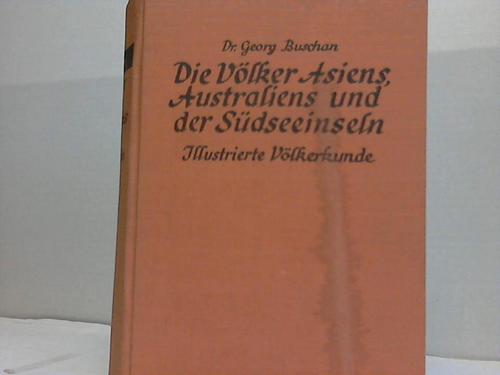 Dr. Georg Buschan
Die Völker Asiens,
Australiens und
der Südseeinseln
Illustrierte Völkerkunde